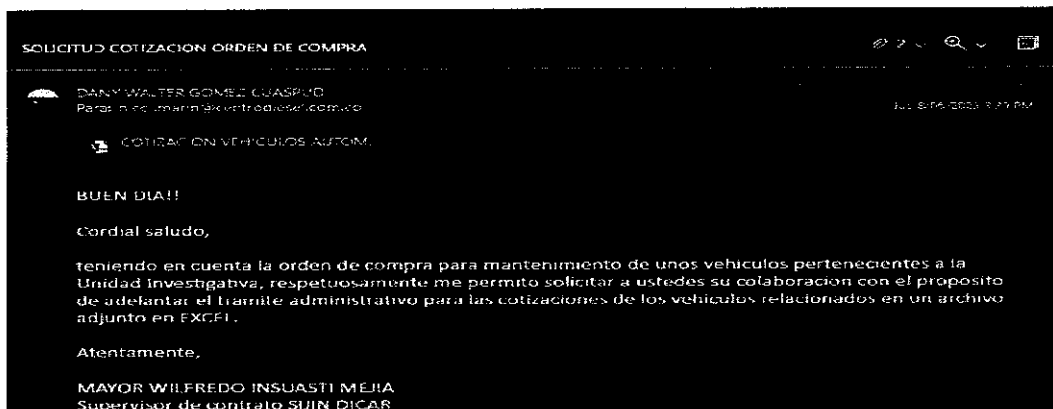 SOLICITUD COTIZACION ORDEN DE COMPRA
2
DANY WALTER GOMEZ CUASPUD
Para:
COTIZACION VEHICULOS AUTOM.
BUEN DIA!!
Cordial saludo,
teniendo en cuenta la orden de compra para mantenimiento de unos vehiculos pertenecientes a la
Unidad Investigativa, respetuosamente me permito solicitar a ustedes su colaboracion con el proposito
de adelantar el tramite administrativo para las cotizaciones de los vehiculos relacionados en un archivo
adjunto en EXCEL.
Atentamente,
MAYOR WILFREDO INSUASTI MEJIA
Supervisor de contrato SUIN DICAR